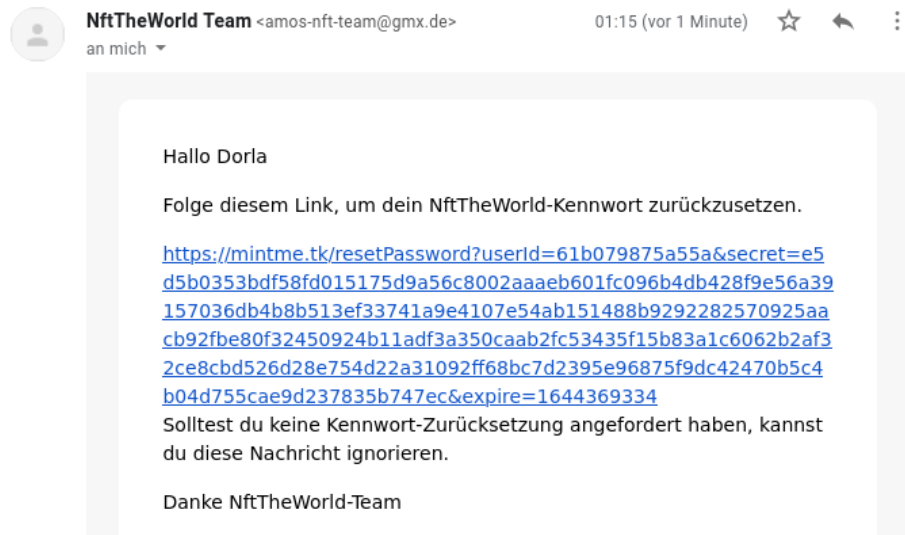 NftTheWorld Team <amos-nft-team@gmx.de> 01:15 (vor 1 Minute)
an mich
Hallo Dorla
Folge diesem Link, um dein NftTheWorld-Kennwort zurückzusetzen.
https://mintme.tk/resetPassword?userId=61b079875a55a&secret=e5
d5b0353bdf58fd015175d9a56c8002aaaeb601fc096b4db428f9e56a39
157036db4b8b513ef33741a9e4107e54ab151488b9292282570925aa
cb92fbe80f32450924b11adf3a350caab2fc53435f15b83a1c6062b2af3
2ce8cbd526d28e754d22a31092ff68bc7d2395e96875f9dc42470b5c4
b04d755cae9d237835b747ec&expire=1644369334
Solltest du keine Kennwort-Zurücksetzung angefordert haben, kannst
du diese Nachricht ignorieren.
Danke NftTheWorld-Team